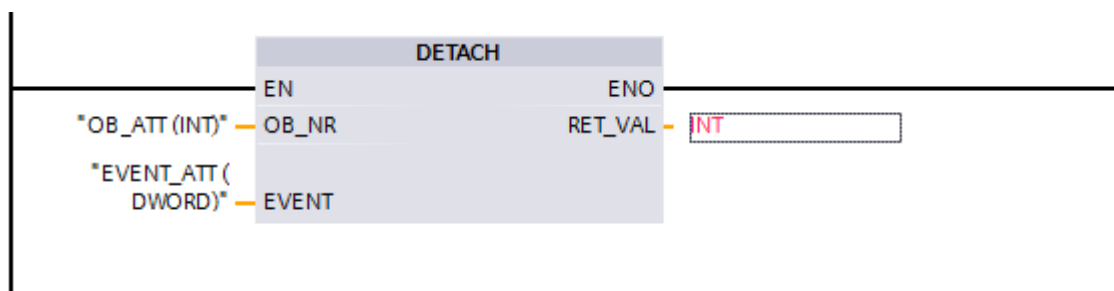 DETACH
EN ENO
"OB_ATT (INT)" OB_NR RET_VAL INT
"EVENT_ATT (
DWORD)" EVENT